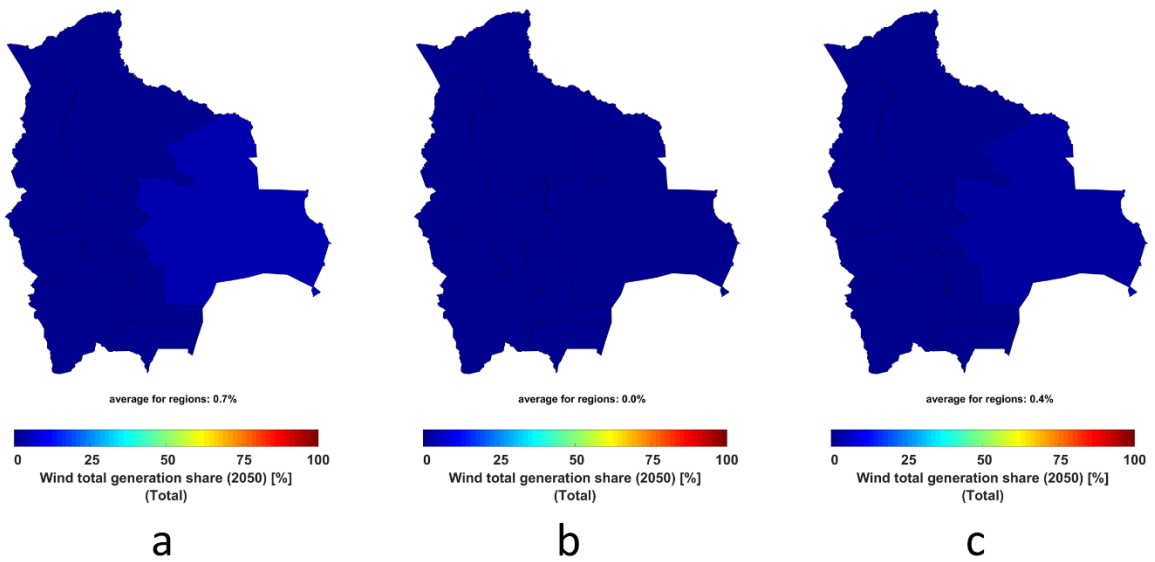 average for regions: 0.7%
0 25 50 75 100
Wind total generation share (2050) [%]
(Total)
a
average for regions: 0.0%
0 25 50 75 100
Wind total generation share (2050) [%]
(Total)
b
average for regions: 0.4%
0 25 50 75 100
Wind total generation share (2050) [%]
(Total)
c